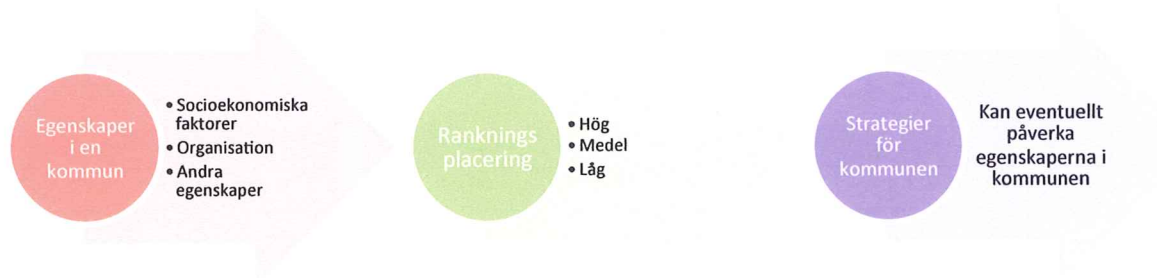 Egenskaper
i en
kommun
• Socioekonomiska
faktorer
• Organisation
• Andra
egenskaper
Ranknings
placering
• Hög
• Medel
• Låg
Strategier
för
kommunen
Kan eventuellt
påverka
egenskaperna i
kommunen